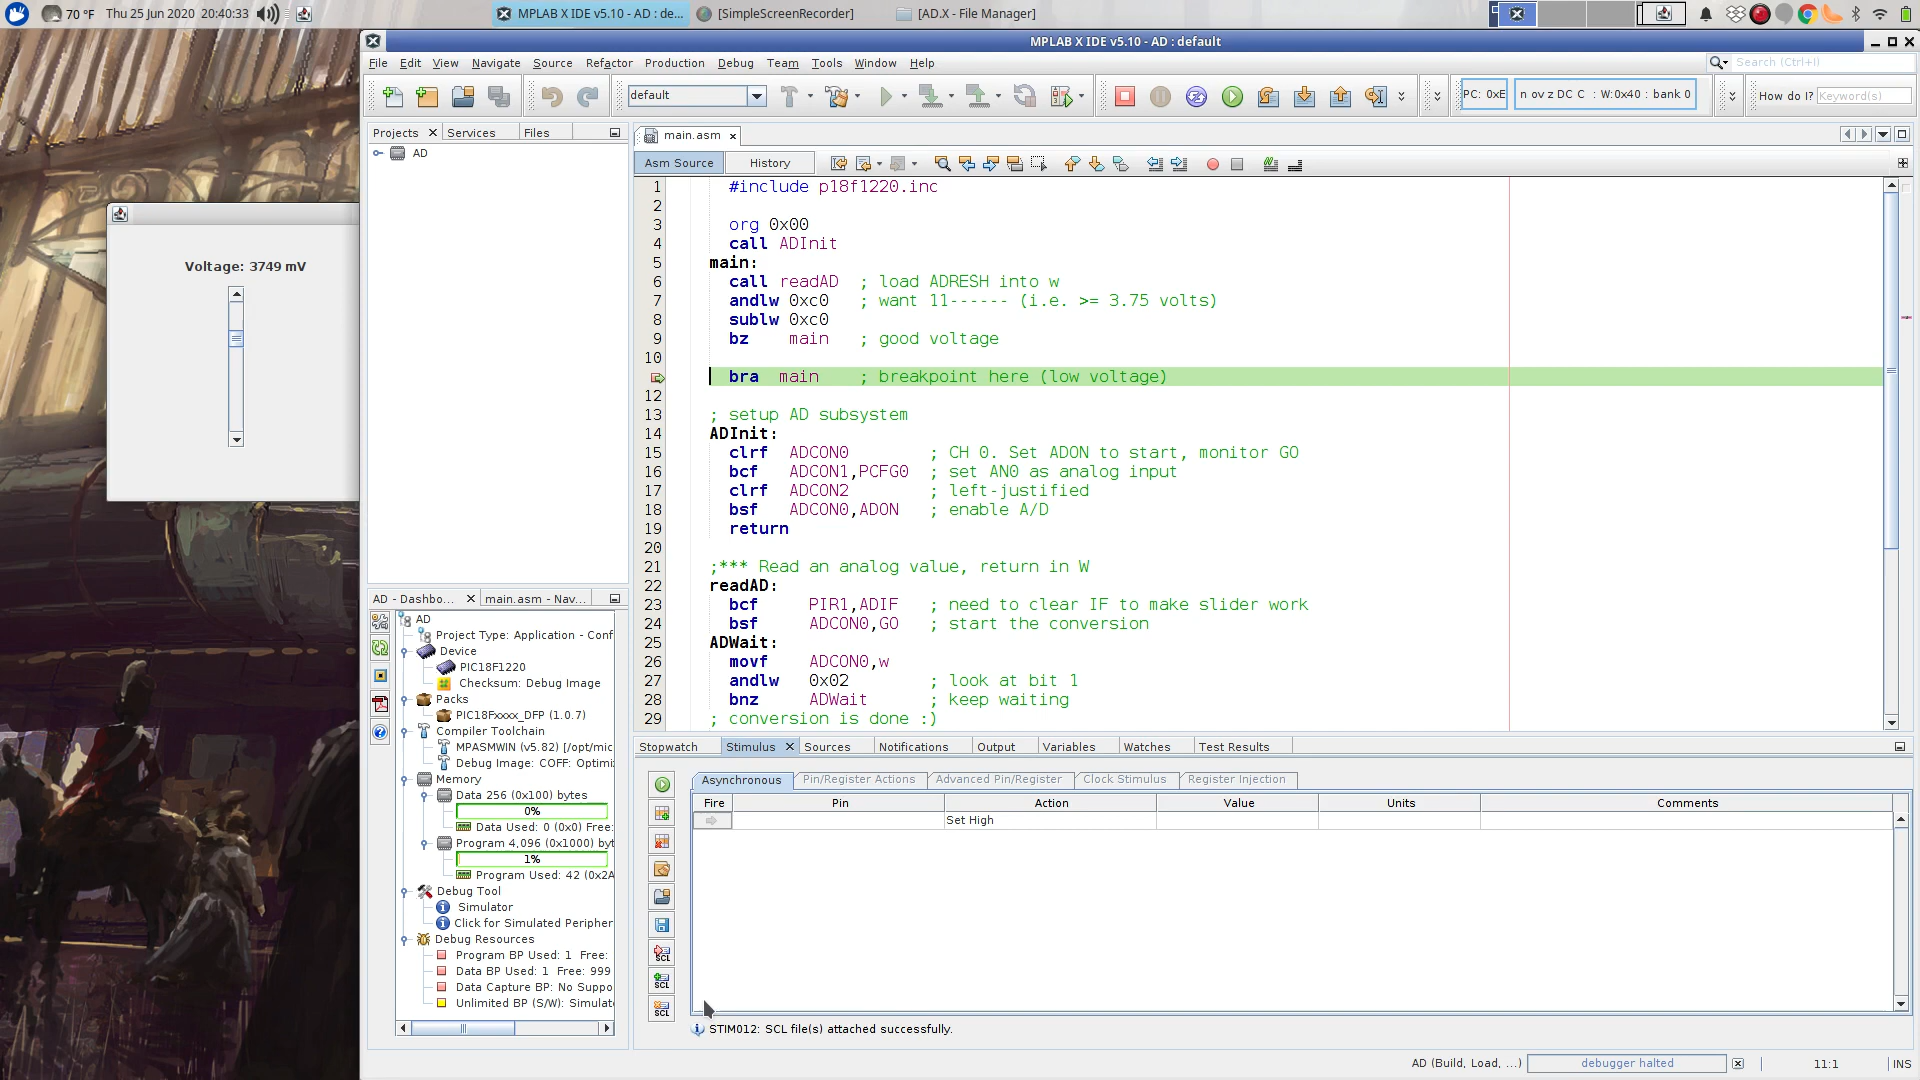 70 °F Thu 25 Jun 2020 20:40:33 MPLAB X IDE v5.10 - AD : de... [SimpleScreenRecorder] [AD.X - File Manager]
MPLAB X IDE v5.10 - AD : default
File Edit View Navigate Source Refactor Production Debug Team Tools Window Help Search (Ctrl+I)
default PC: 0xE n ov z DC C : W:0x40 : bank 0 How do I? Keyword(s)
Projects Services Files
AD
Voltage: 3749 mV
main.asm
Asm Source History
1 #include p18f1220.inc
2
3 org 0x00
4 call ADInit
5 main:
6 call readAD ; load ADRESH into w
7 andlw 0xc0 ; want 11------ (i.e. >= 3.75 volts)
8 sublw 0xc0
9 bz main ; good voltage
10
bra main ; breakpoint here (low voltage)
12
13 ; setup AD subsystem
14 ADInit:
15 clrf ADCON0 ; CH 0. Set ADON to start, monitor GO
16 bcf ADCON1,PCFG0 ; set AN0 as analog input
17 clrf ADCON2 ; left-justified
18 bsf ADCON0,ADON ; enable A/D
19 return
20
21 ;*** Read an analog value, return in W
22 readAD:
23 bcf PIR1,ADIF ; need to clear IF to make slider work
24 bsf ADCON0,GO ; start the conversion
25 ADWait:
26 movf ADCON0,w
27 andlw 0x02 ; look at bit 1
28 bnz ADWait ; keep waiting
29 ; conversion is done :)
AD - Dashbo... main.asm - Nav...
AD
Project Type: Application - Conf
Device
PIC18F1220
Checksum: Debug Image
Packs
PIC18Fxxxx_DFP (1.0.7)
Compiler Toolchain
MPASMWIN (v5.82) [/opt/mic
Debug Image: COFF: Optimi
Memory
Data 256 (0x100) bytes
0%
Data Used: 0 (0x0) Free:
Program 4,096 (0x1000) byt
1%
Program Used: 42 (0x2A
Debug Tool
Simulator
Click for Simulated Peripher
Debug Resources
Program BP Used: 1 Free:
Data BP Used: 1 Free: 999
Data Capture BP: No Suppo
Unlimited BP (S/W): Simulat
Stopwatch Stimulus Sources Notifications Output Variables Watches Test Results
Asynchronous Pin/Register Actions Advanced Pin/Register Clock Stimulus Register Injection
Fire Pin Action Value Units Comments
Set High
SCL
SCL
SCL
STIM012: SCL file(s) attached successfully.
AD (Build, Load, ...) debugger halted 11:1 INS